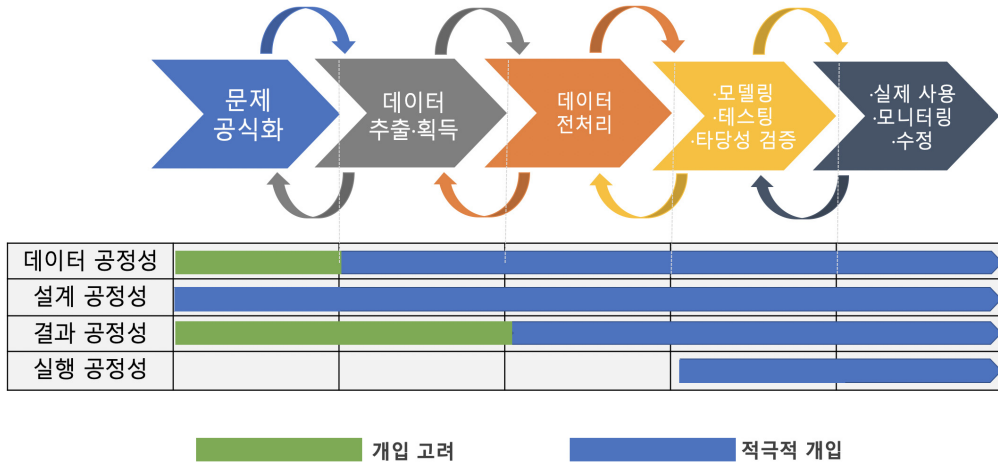 문제
공식화
데이터
추출·획득
데이터
전처리
·모델링
·테스팅
·타당성 검증
·실제 사용
·모니터링
·수정
데이터 공정성
설계 공정성
결과 공정성
실행 공정성
개입 고려
적극적 개입